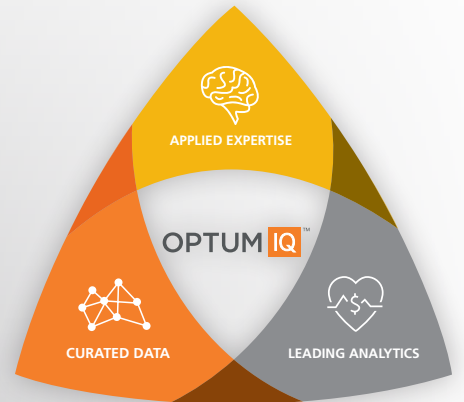 APPLIED EXPERTISE
OPTUM IQ™
CURATED DATA
LEADING ANALYTICS
$